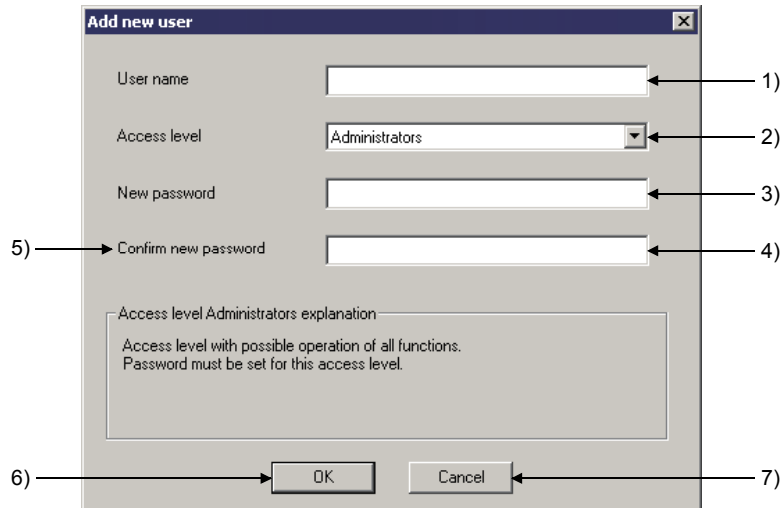 Add new user
User name 1)
Access level Administrators 2)
New password 3)
5) Confirm new password 4)
Access level Administrators explanation
Access level with possible operation of all functions.
Password must be set for this access level.
6) OK Cancel 7)